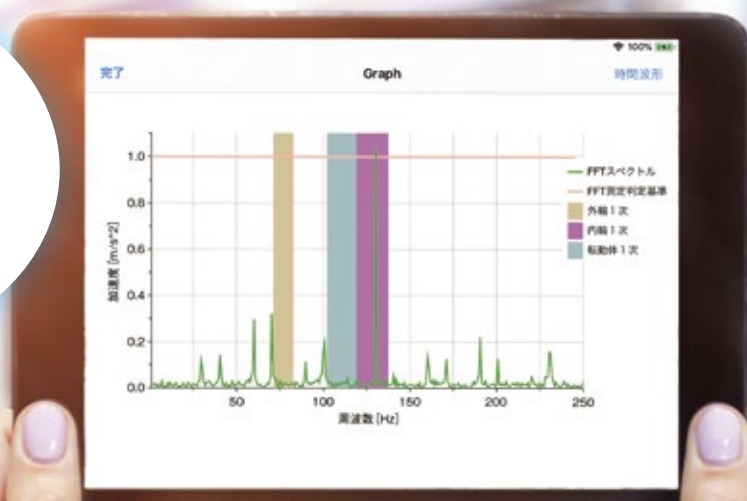 100%
完了
Graph
時間波形
1.0
0.8
0.6
0.4
0.2
0.0
加速度 [m/s^2]
50
100
150
200
250
周波数 [Hz]
FFTスペクトル
FFT測定判定基準
外輪1次
内輪1次
転動体1次